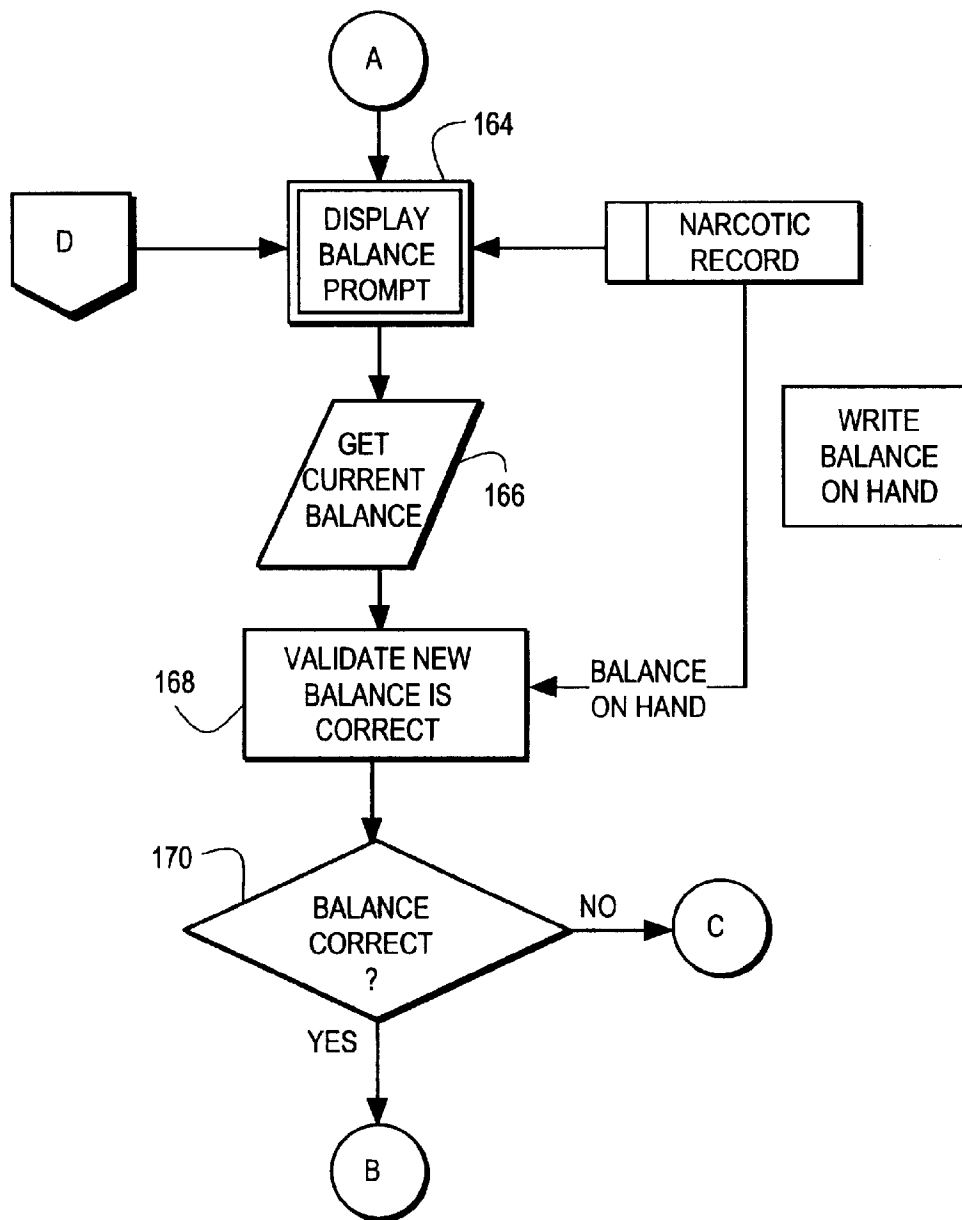 A
164
D
DISPLAY
BALANCE
PROMPT
NARCOTIC
RECORD
GET
CURRENT
BALANCE
166
WRITE
BALANCE
ON HAND
168
VALIDATE NEW
BALANCE IS
CORRECT
BALANCE
ON HAND
170
BALANCE
CORRECT
?
NO
C
YES
B